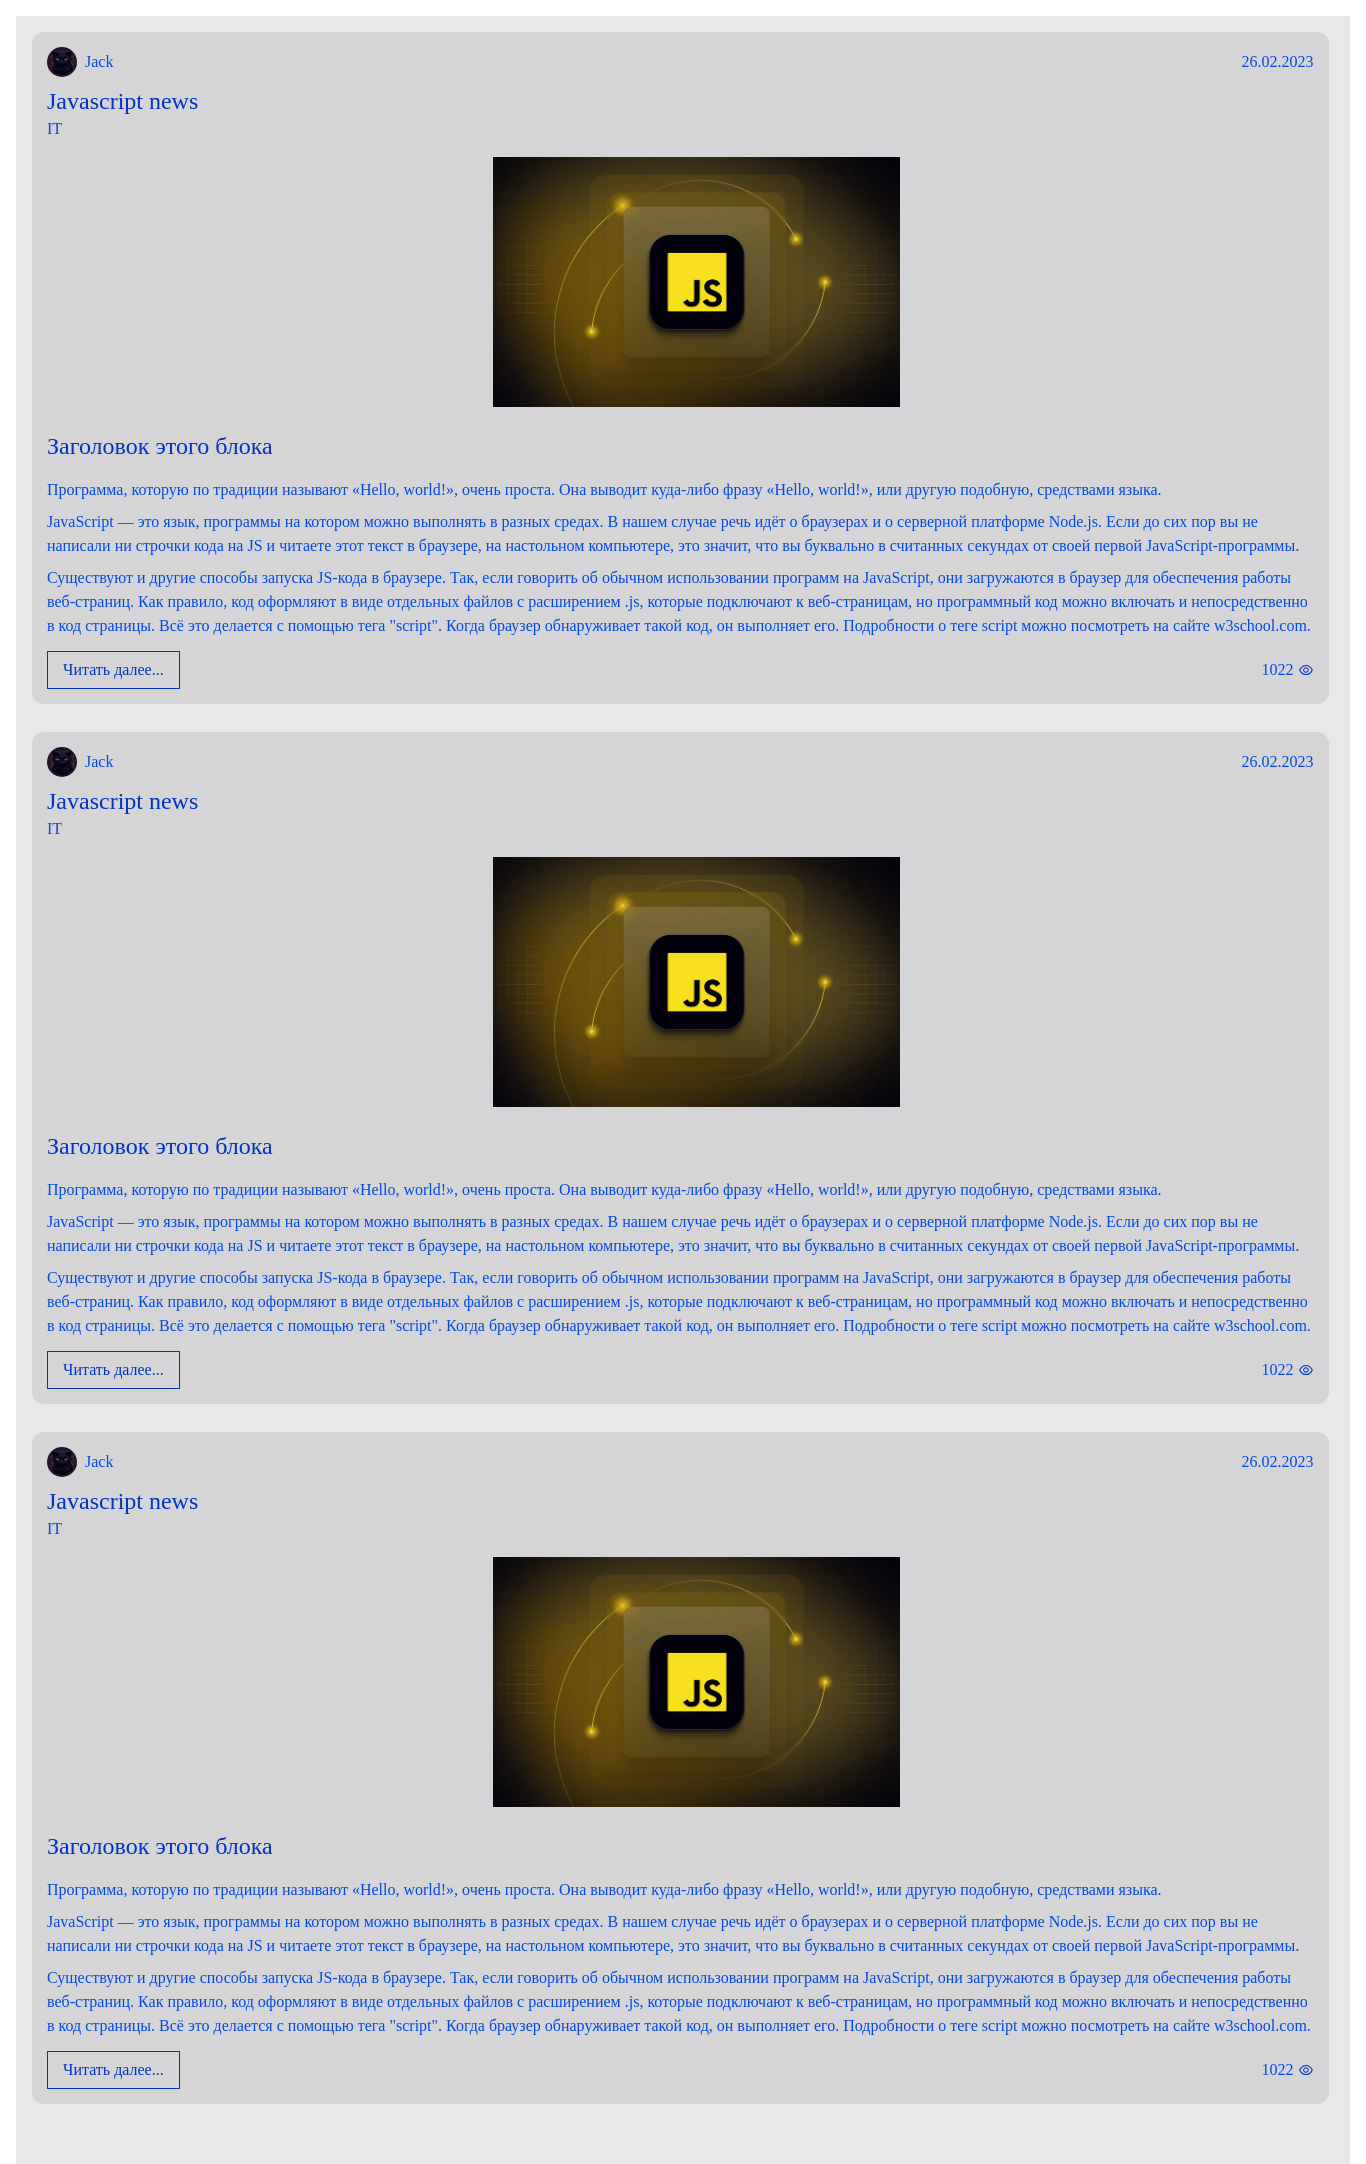 Jack 26.02.2023
Javascript news
IT
JS
Заголовок этого блока
Программа, которую по традиции называют «Hello, world!», очень проста. Она выводит куда-либо фразу «Hello, world!», или другую подобную, средствами языка.
JavaScript — это язык, программы на котором можно выполнять в разных средах. В нашем случае речь идёт о браузерах и о серверной платформе Node.js. Если до сих пор вы не
написали ни строчки кода на JS и читаете этот текст в браузере, на настольном компьютере, это значит, что вы буквально в считанных секундах от своей первой JavaScript-программы.
Существуют и другие способы запуска JS-кода в браузере. Так, если говорить об обычном использовании программ на JavaScript, они загружаются в браузер для обеспечения работы
веб-страниц. Как правило, код оформляют в виде отдельных файлов с расширением .js, которые подключают к веб-страницам, но программный код можно включать и непосредственно
в код страницы. Всё это делается с помощью тега "script". Когда браузер обнаруживает такой код, он выполняет его. Подробности о теге script можно посмотреть на сайте w3school.com.
Читать далее... 1022
Jack 26.02.2023
Javascript news
IT
JS
Заголовок этого блока
Программа, которую по традиции называют «Hello, world!», очень проста. Она выводит куда-либо фразу «Hello, world!», или другую подобную, средствами языка.
JavaScript — это язык, программы на котором можно выполнять в разных средах. В нашем случае речь идёт о браузерах и о серверной платформе Node.js. Если до сих пор вы не
написали ни строчки кода на JS и читаете этот текст в браузере, на настольном компьютере, это значит, что вы буквально в считанных секундах от своей первой JavaScript-программы.
Существуют и другие способы запуска JS-кода в браузере. Так, если говорить об обычном использовании программ на JavaScript, они загружаются в браузер для обеспечения работы
веб-страниц. Как правило, код оформляют в виде отдельных файлов с расширением .js, которые подключают к веб-страницам, но программный код можно включать и непосредственно
в код страницы. Всё это делается с помощью тега "script". Когда браузер обнаруживает такой код, он выполняет его. Подробности о теге script можно посмотреть на сайте w3school.com.
Читать далее... 1022
Jack 26.02.2023
Javascript news
IT
JS
Заголовок этого блока
Программа, которую по традиции называют «Hello, world!», очень проста. Она выводит куда-либо фразу «Hello, world!», или другую подобную, средствами языка.
JavaScript — это язык, программы на котором можно выполнять в разных средах. В нашем случае речь идёт о браузерах и о серверной платформе Node.js. Если до сих пор вы не
написали ни строчки кода на JS и читаете этот текст в браузере, на настольном компьютере, это значит, что вы буквально в считанных секундах от своей первой JavaScript-программы.
Существуют и другие способы запуска JS-кода в браузере. Так, если говорить об обычном использовании программ на JavaScript, они загружаются в браузер для обеспечения работы
веб-страниц. Как правило, код оформляют в виде отдельных файлов с расширением .js, которые подключают к веб-страницам, но программный код можно включать и непосредственно
в код страницы. Всё это делается с помощью тега "script". Когда браузер обнаруживает такой код, он выполняет его. Подробности о теге script можно посмотреть на сайте w3school.com.
Читать далее... 1022